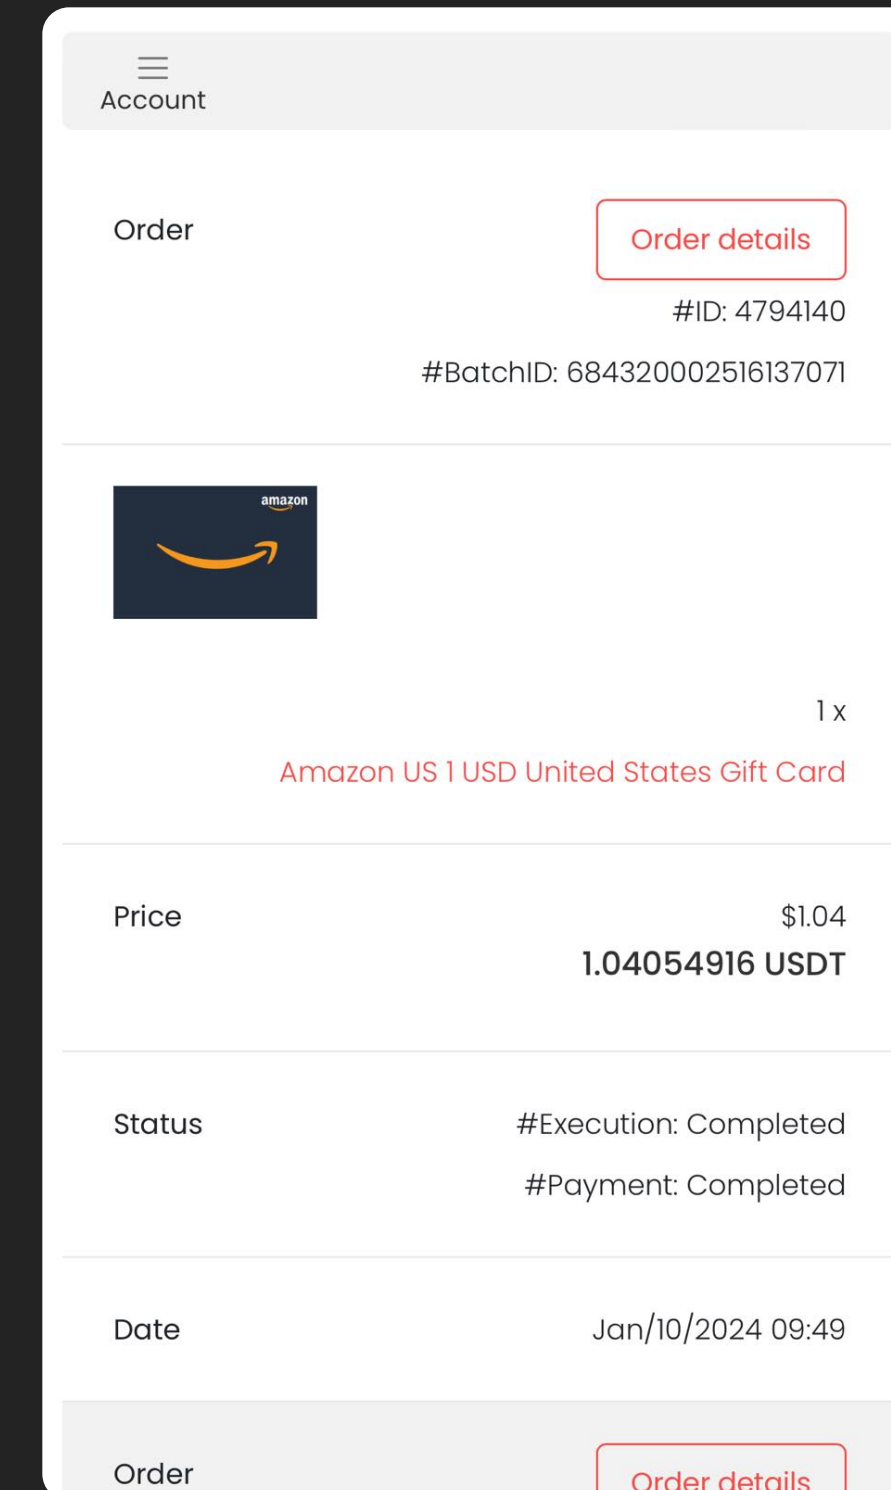 Account
Order
Order details
#ID: 4794140
#BatchID: 684320002516137071
amazon
1 x
Amazon US 1 USD United States Gift Card
Price
$1.04
1.04054916 USDT
Status
#Execution: Completed
#Payment: Completed
Date
Jan/10/2024 09:49
Order
Order details